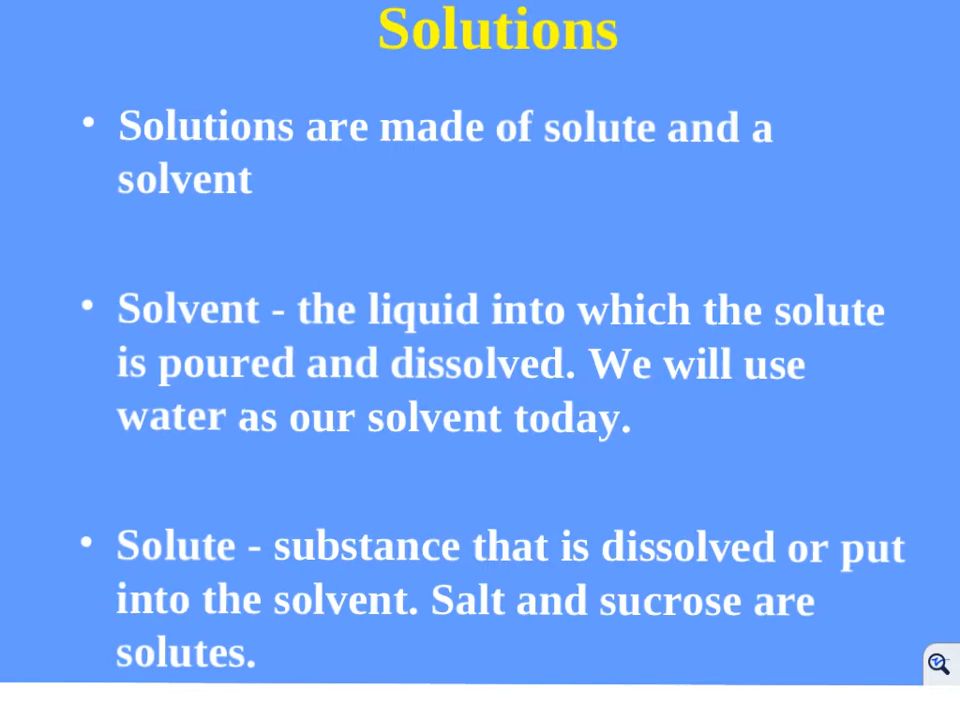 Solutions
• Solutions are made of solute and a
solvent
• Solvent - the liquid into which the solute
is poured and dissolved. We will use
water as our solvent today.
• Solute - substance that is dissolved or put
into the solvent. Salt and sucrose are
solutes.